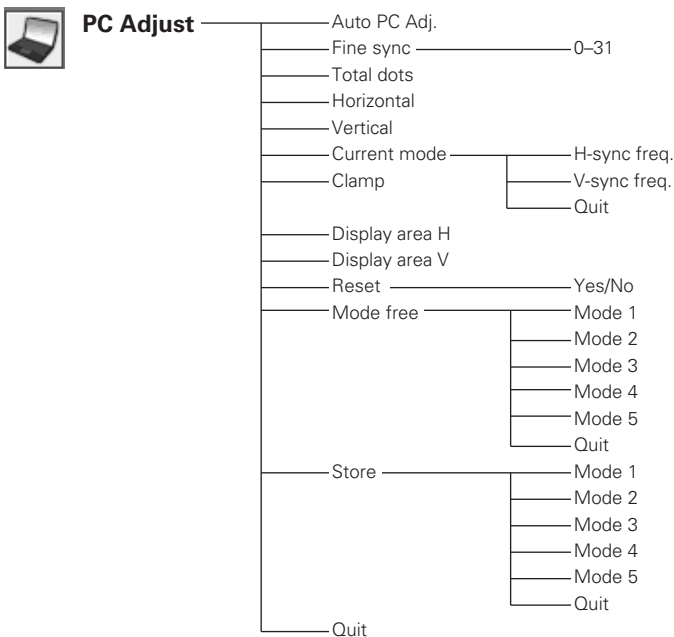 PC Adjust
Auto PC Adj.
Fine sync 0–31
Total dots
Horizontal
Vertical
Current mode H-sync freq.
Clamp V-sync freq.
Quit
Display area H
Display area V
Reset Yes/No
Mode free Mode 1
Mode 2
Mode 3
Mode 4
Mode 5
Quit
Store Mode 1
Mode 2
Mode 3
Mode 4
Mode 5
Quit
Quit